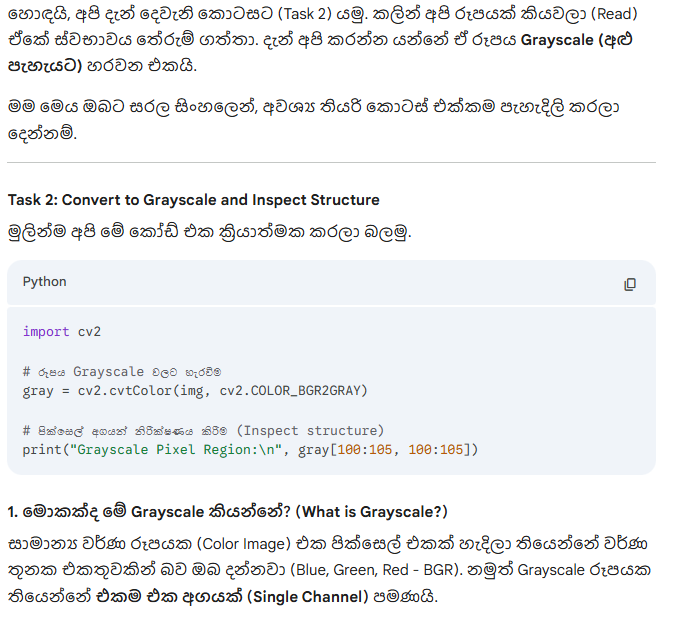 හොඳයි, අපි දැන් දෙවැනි කොටසට (Task 2) යමු. කලින් අපි රූපයක් කියවලා (Read)
ඒකේ ස්වභාවය තේරුම් ගත්තා. දැන් අපි කරන්න යන්නේ ඒ රූපය Grayscale (අළු
පැහැයට) හරවන එකයි.
මම මෙය ඔබට සරල සිංහලෙන්, අවශ්‍ය තියරි කොටස් එක්කම පැහැදිලි කරලා
දෙන්නම්.
Task 2: Convert to Grayscale and Inspect Structure
මුලින්ම අපි මේ කෝඩ් එක ක්‍රියාත්මක කරලා බලමු.
Python
import cv2
# රූපය Grayscale වලට හැරවීම
gray = cv2.cvtColor(img, cv2.COLOR_BGR2GRAY)
# පික්සෙල් අගයන් නිරීක්ෂණය කිරීම (Inspect structure)
print("Grayscale Pixel Region:\n", gray[100:105, 100:105])
1. මොකක්ද මේ Grayscale කියන්නේ? (What is Grayscale?)
සාමාන්‍ය වර්ණ රූපයක (Color Image) එක පික්සෙල් එකක් හැදිලා තියෙන්නේ වර්ණ
තුනක එකතුවකින් බව ඔබ දන්නවා (Blue, Green, Red - BGR). නමුත් Grayscale රූපයක
තියෙන්නේ එකම එක අගයක් (Single Channel) පමණයි.